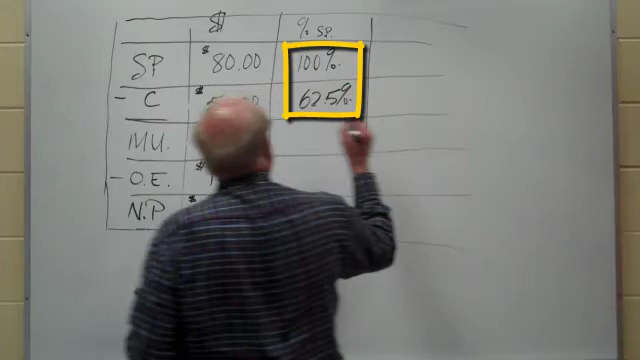 $ % SP.
SP $80.00 100%.
- C $ 62.5%.
MU.
- O.E. $
N.P $